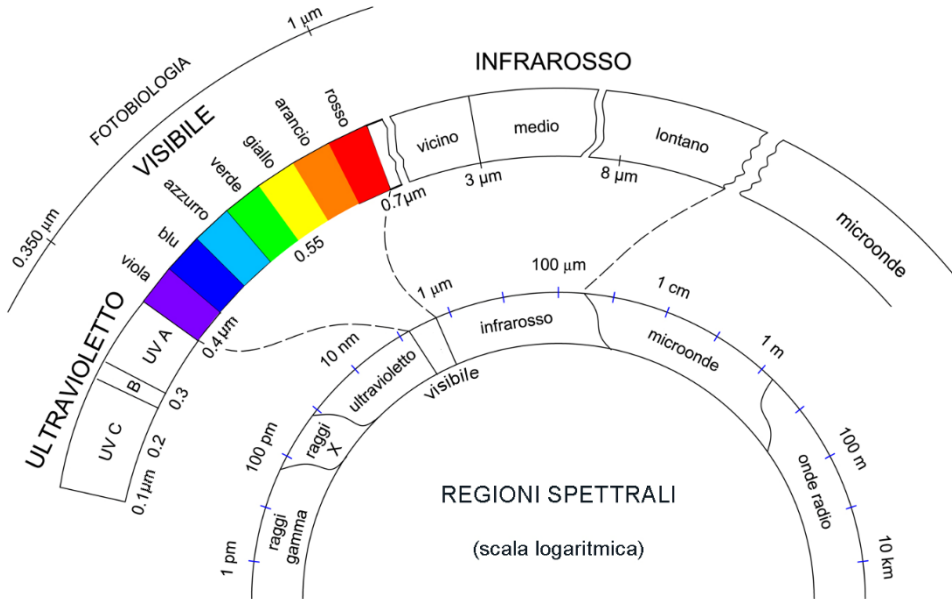 FOTOBIOLOGIA
0.350 µm
1 µm
ULTRAVIOLETTO
VISIBILE
INFRAROSSO
UV C
B
UV A
viola
blu
azzurro
verde
giallo
arancio
rosso
vicino
medio
lontano
microonde
0.1µm
0.2
0.3
0.4µm
0.55
0.7µm
3 µm
8 µm
1 pm
100 pm
10 nm
1 µm
100 µm
1 cm
1 m
100 m
10 km
raggi
gamma
raggi
X
ultravioletto
visibile
infrarosso
microonde
onde radio
REGIONI SPETTRALI
(scala logaritmica)